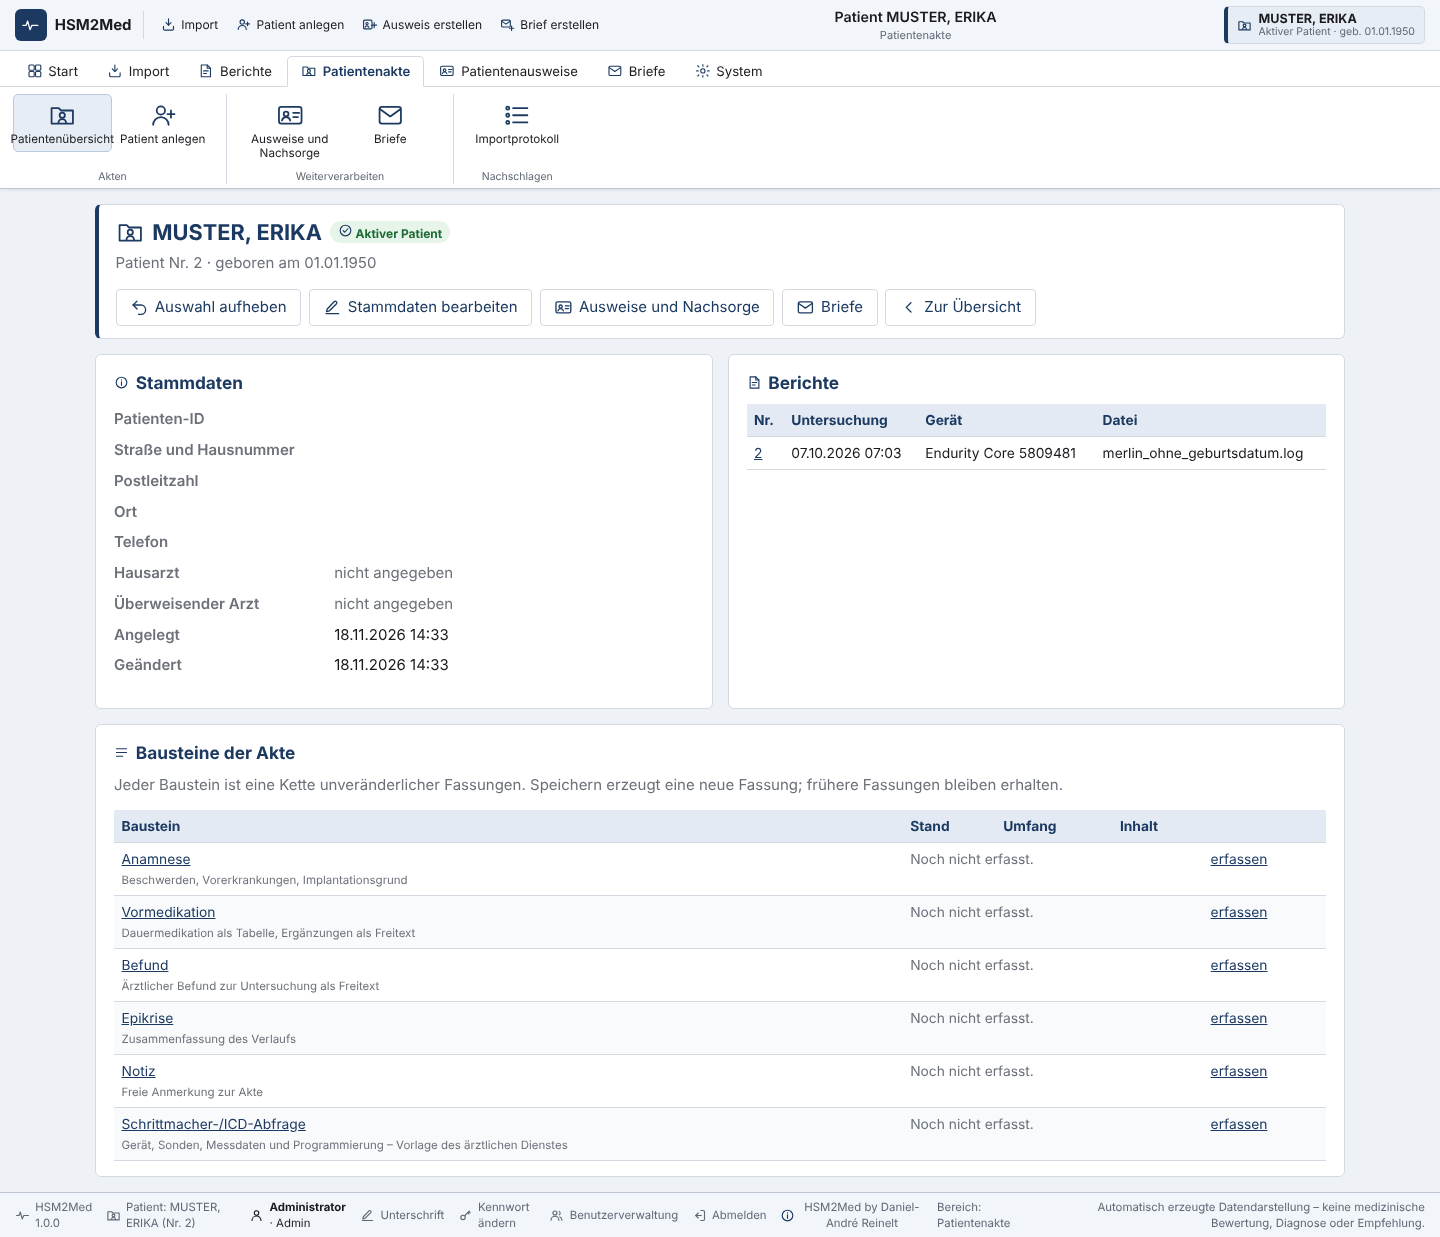 HSM2Med
Import
Patient anlegen
Ausweis erstellen
Brief erstellen
Patient MUSTER, ERIKA
Patientenakte
MUSTER, ERIKA
Aktiver Patient · geb. 01.01.1950
Start
Import
Berichte
Patientenakte
Patientenausweise
Briefe
System
Patientenübersicht
Patient anlegen
Akten
Ausweise und
Nachsorge
Briefe
Weiterverarbeiten
Importprotokoll
Nachschlagen
MUSTER, ERIKA
Aktiver Patient
Patient Nr. 2 · geboren am 01.01.1950
Auswahl aufheben
Stammdaten bearbeiten
Ausweise und Nachsorge
Briefe
Zur Übersicht
Stammdaten
Patienten-ID
Straße und Hausnummer
Postleitzahl
Ort
Telefon
Hausarzt nicht angegeben
Überweisender Arzt nicht angegeben
Angelegt 18.11.2026 14:33
Geändert 18.11.2026 14:33
Berichte
Nr. Untersuchung Gerät Datei
2 07.10.2026 07:03 Endurity Core 5809481 merlin_ohne_geburtsdatum.log
Bausteine der Akte
Jeder Baustein ist eine Kette unveränderlicher Fassungen. Speichern erzeugt eine neue Fassung; frühere Fassungen bleiben erhalten.
Baustein Stand Umfang Inhalt
Anamnese Noch nicht erfasst. erfassen
Beschwerden, Vorerkrankungen, Implantationsgrund
Vormedikation Noch nicht erfasst. erfassen
Dauermedikation als Tabelle, Ergänzungen als Freitext
Befund Noch nicht erfasst. erfassen
Ärztlicher Befund zur Untersuchung als Freitext
Epikrise Noch nicht erfasst. erfassen
Zusammenfassung des Verlaufs
Notiz Noch nicht erfasst. erfassen
Freie Anmerkung zur Akte
Schrittmacher-/ICD-Abfrage Noch nicht erfasst. erfassen
Gerät, Sonden, Messdaten und Programmierung – Vorlage des ärztlichen Dienstes
HSM2Med
1.0.0
Patient: MUSTER,
ERIKA (Nr. 2)
Administrator
· Admin
Unterschrift
Kennwort
ändern
Benutzerverwaltung
Abmelden
HSM2Med by Daniel-
André Reinelt
Bereich:
Patientenakte
Automatisch erzeugte Datendarstellung – keine medizinische
Bewertung, Diagnose oder Empfehlung.